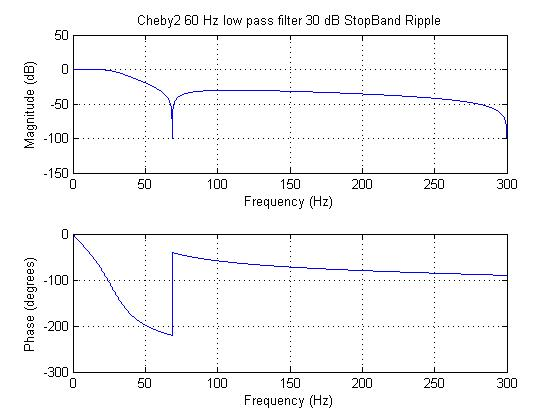 Cheby2 60 Hz low pass filter 30 dB StopBand Ripple
50
0
-50
-100
-150
Magnitude (dB)
0 50 100 150 200 250 300
Frequency (Hz)
0
-100
-200
-300
Phase (degrees)
0 50 100 150 200 250 300
Frequency (Hz)